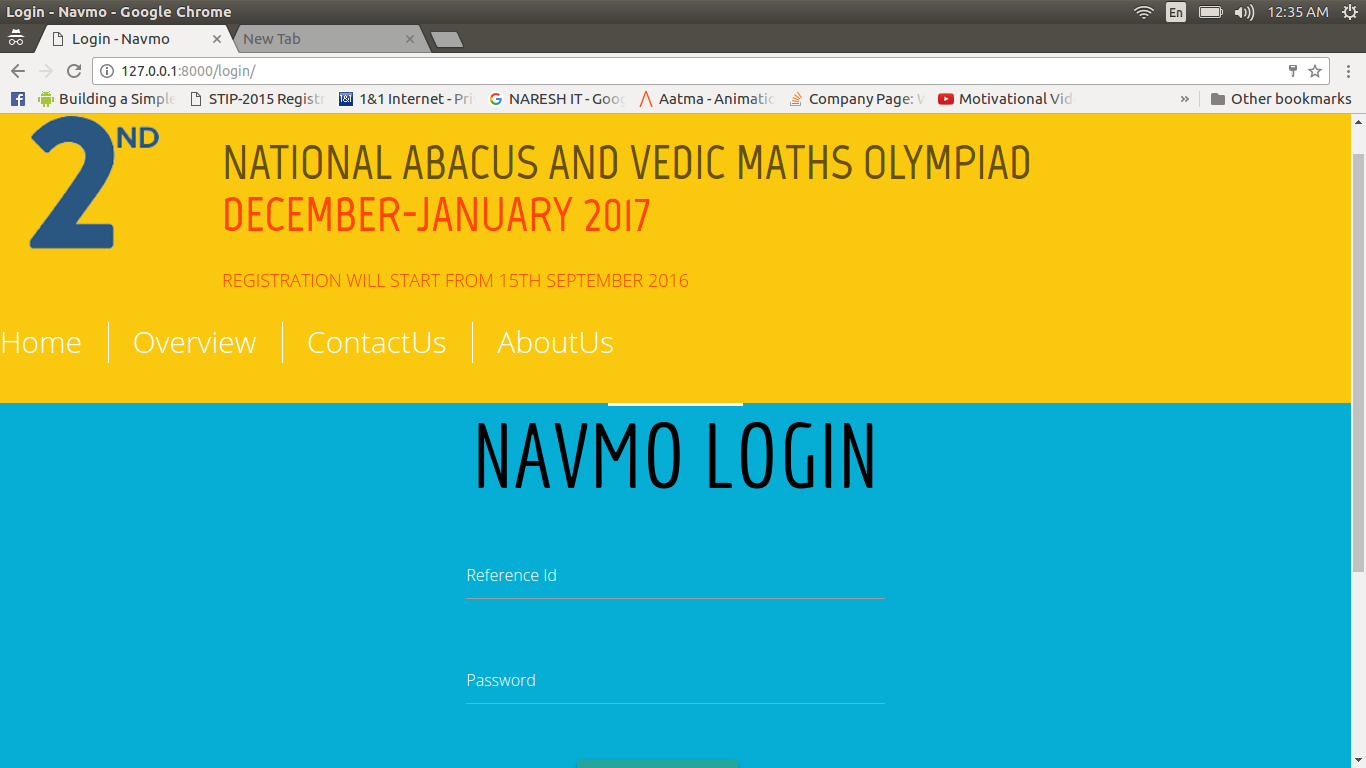 Login - Navmo - Google Chrome
En
12:35 AM
Login - Navmo
New Tab
127.0.0.1:8000/login/
Building a Simple
STIP-2015 Regist
1&1 Internet - Pri
NARESH IT - Goo
Aatma - Animatio
Company Page:
Motivational Vid
»
Other bookmarks
2ND
NATIONAL ABACUS AND VEDIC MATHS OLYMPIAD
DECEMBER-JANUARY 2017
REGISTRATION WILL START FROM 15TH SEPTEMBER 2016
Home
Overview
ContactUs
AboutUs
NAVMO LOGIN
Reference Id
Password